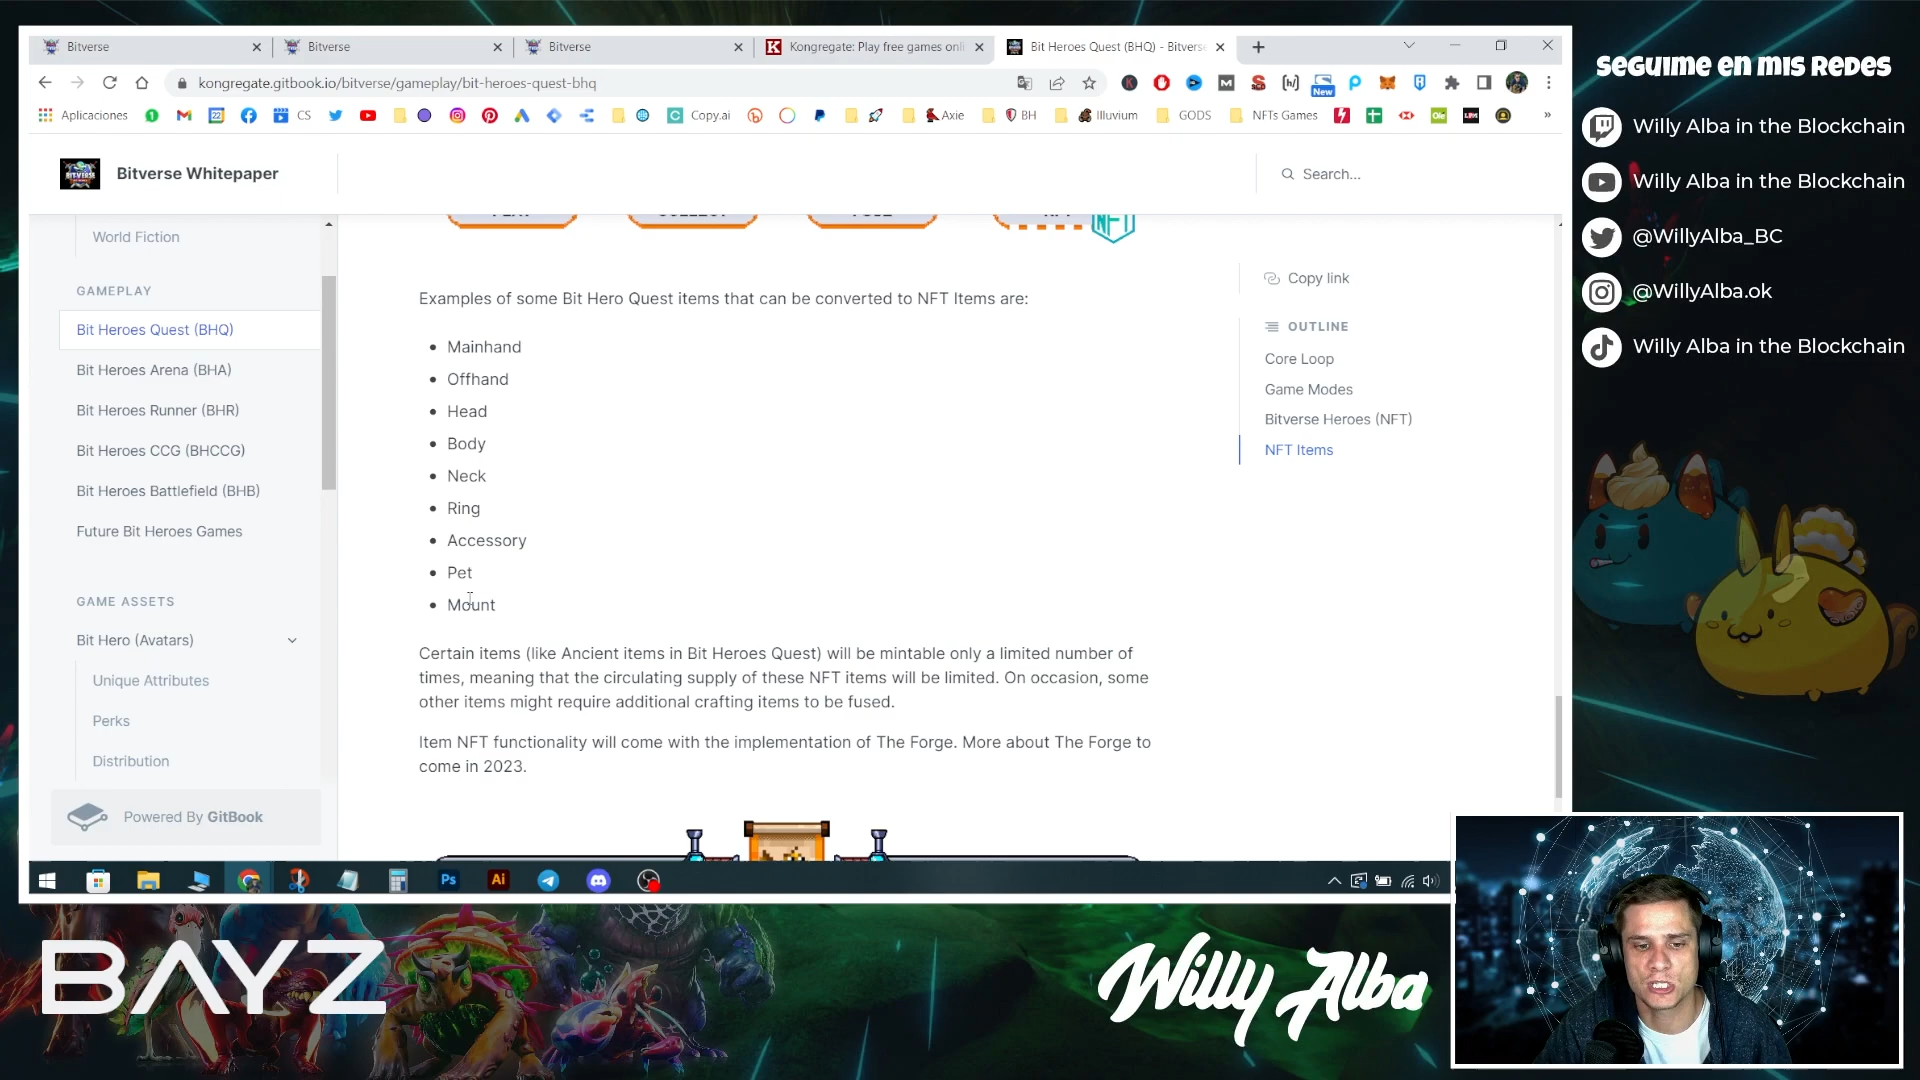 Bitverse
Bitverse
Bitverse
Kongregate: Play free games onl
Bit Heroes Quest (BHQ) - Bitverse
kongregate.gitbook.io/bitverse/gameplay/bit-heroes-quest-bhq
New
Aplicaciones
CS
Copy.ai
Axie
BH
Illuvium
GODS
NFTs Games
Bitverse Whitepaper
Search...
NFT
World Fiction
GAMEPLAY
Bit Heroes Quest (BHQ)
Bit Heroes Arena (BHA)
Bit Heroes Runner (BHR)
Bit Heroes CCG (BHCCG)
Bit Heroes Battlefield (BHB)
Future Bit Heroes Games
GAME ASSETS
Bit Hero (Avatars)
Unique Attributes
Perks
Distribution
Powered By GitBook
Examples of some Bit Hero Quest items that can be converted to NFT Items are:
• Mainhand
• Offhand
• Head
• Body
• Neck
• Ring
• Accessory
• Pet
• Mount
Certain items (like Ancient items in Bit Heroes Quest) will be mintable only a limited number of
times, meaning that the circulating supply of these NFT items will be limited. On occasion, some
other items might require additional crafting items to be fused.
Item NFT functionality will come with the implementation of The Forge. More about The Forge to
come in 2023.
Copy link
OUTLINE
Core Loop
Game Modes
Bitverse Heroes (NFT)
NFT Items
Ps
Ai
SEGUIME EN MIS REDES
Willy Alba in the Blockchain
Willy Alba in the Blockchain
@WillyAlba_BC
@WillyAlba.ok
Willy Alba in the Blockchain
BAYZ
Willy Alba